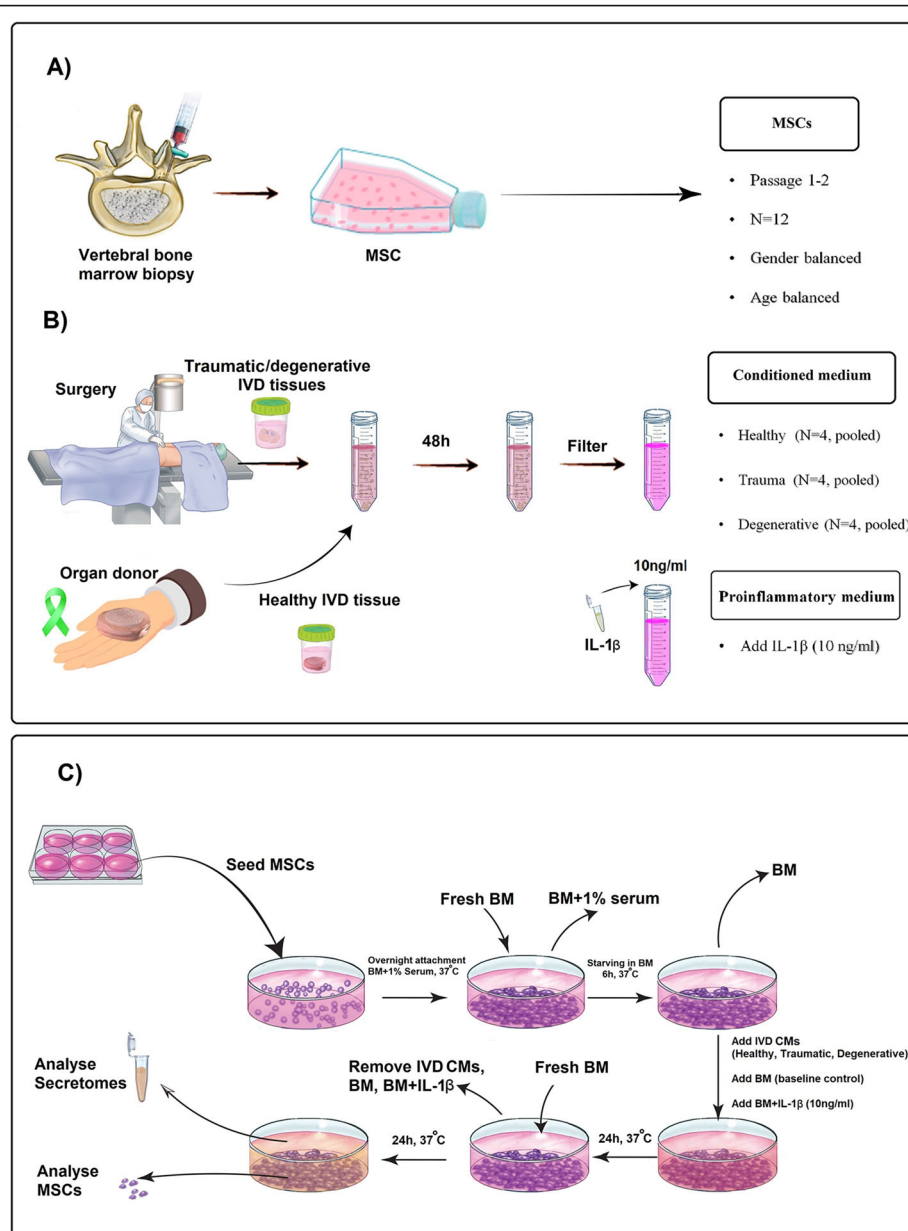 A)
Vertebral bone
marrow biopsy
MSC
MSCs
• Passage 1-2
• N=12
• Gender balanced
• Age balanced
B)
Surgery
Traumatic/degenerative
IVD tissues
48h
Filter
Conditioned medium
• Healthy (N=4, pooled)
• Trauma (N=4, pooled)
• Degenerative (N=4, pooled)
Organ donor
Healthy IVD tissue
10ng/ml
IL-1β
Proinflammatory medium
• Add IL-1β (10 ng/ml)
C)
Seed MSCs
Overnight attachment
BM+1% Serum, 37°C
Fresh BM
BM+1% serum
Starving in BM
6h, 37°C
BM
Add IVD CMs
(Healthy, Traumatic, Degenerative)
Add BM (baseline control)
Add BM+IL-1β (10ng/ml)
24h, 37°C
Fresh BM
Remove IVD CMs,
BM, BM+IL-1β
24h, 37°C
Analyse
Secretomes
Analyse
MSCs